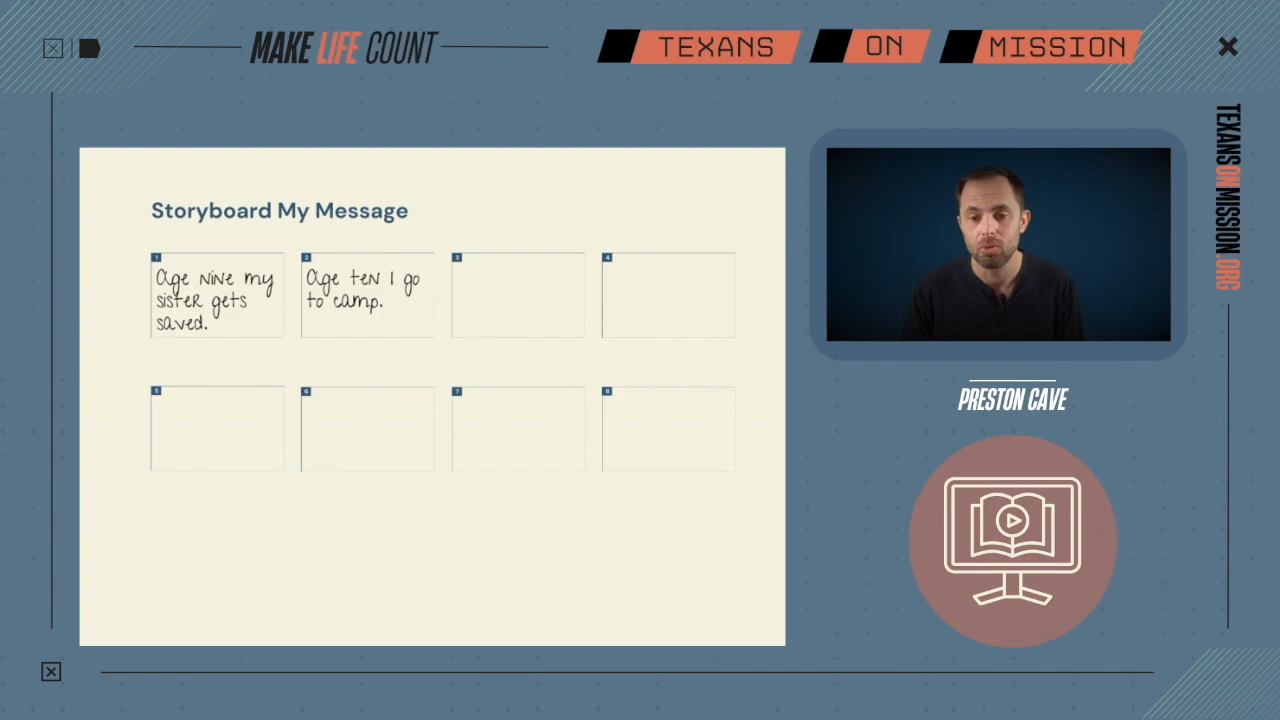 MAKE LIFE COUNT
TEXANS ON MISSION
TEXANSONMISSION.ORG
Storyboard My Message
1
age nine my
sister gets
saved.
2
age ten I go
to camp.
3
4
5
6
7
8
PRESTON CAVE